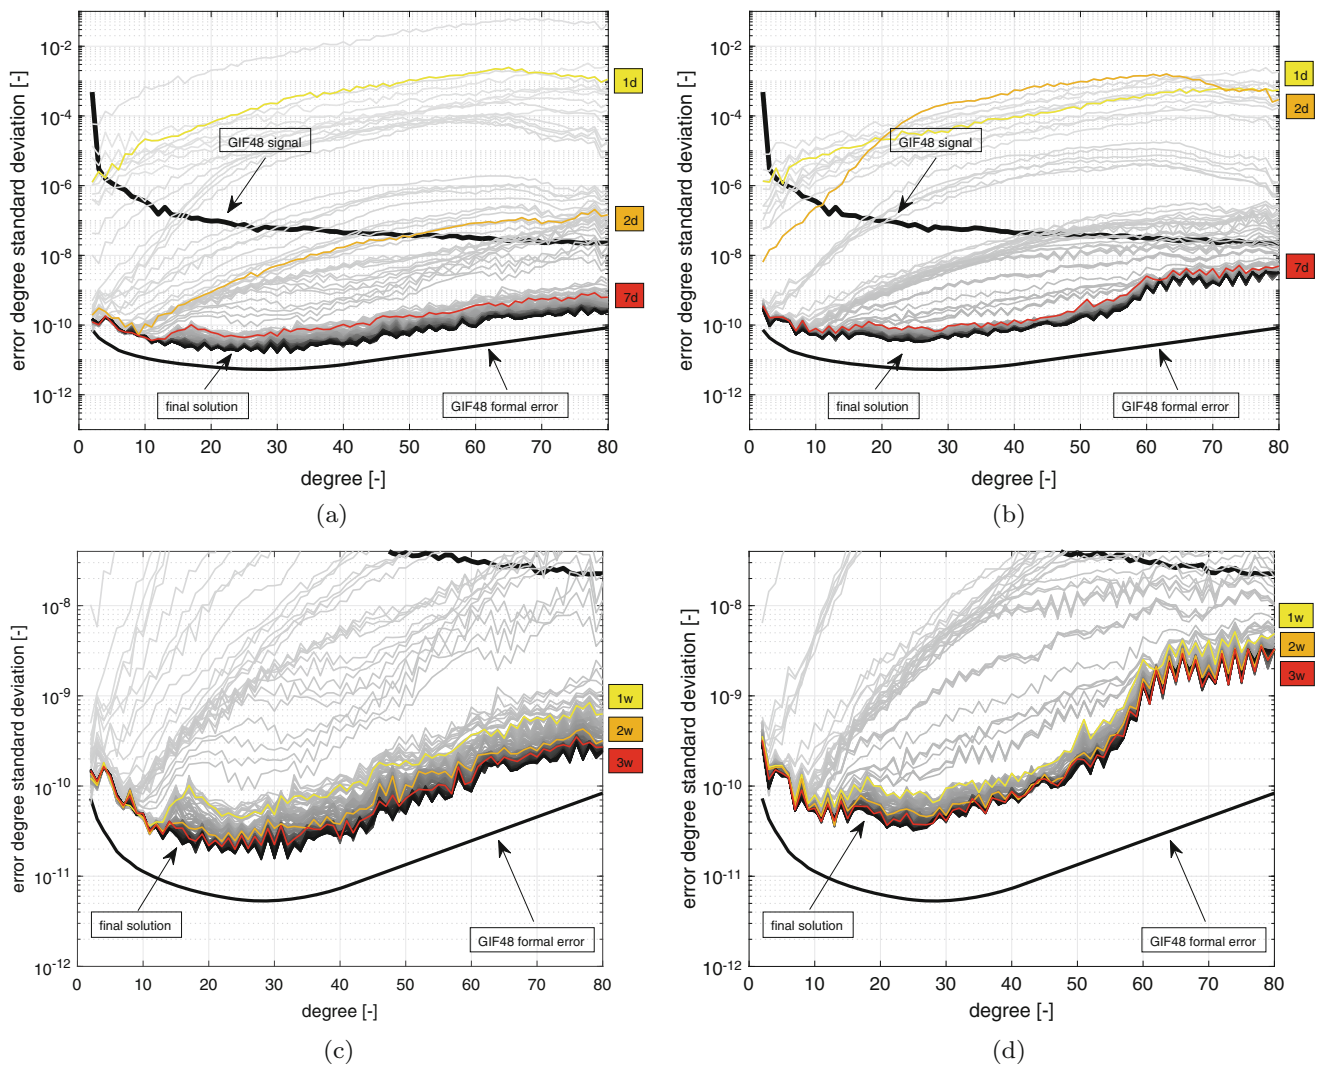 error degree standard deviation [-]
10-2
10-4
10-6
10-8
10-10
10-12
GIF48 signal
final solution
GIF48 formal error
1d
2d
7d
0 10 20 30 40 50 60 70 80
degree [-]
(a)
error degree standard deviation [-]
10-2
10-4
10-6
10-8
10-10
10-12
GIF48 signal
final solution
GIF48 formal error
1d
2d
7d
0 10 20 30 40 50 60 70 80
degree [-]
(b)
error degree standard deviation [-]
10-8
10-9
10-10
10-11
10-12
final solution
GIF48 formal error
1w
2w
3w
0 10 20 30 40 50 60 70 80
degree [-]
(c)
error degree standard deviation [-]
10-8
10-9
10-10
10-11
10-12
final solution
GIF48 formal error
1w
2w
3w
0 10 20 30 40 50 60 70 80
degree [-]
(d)